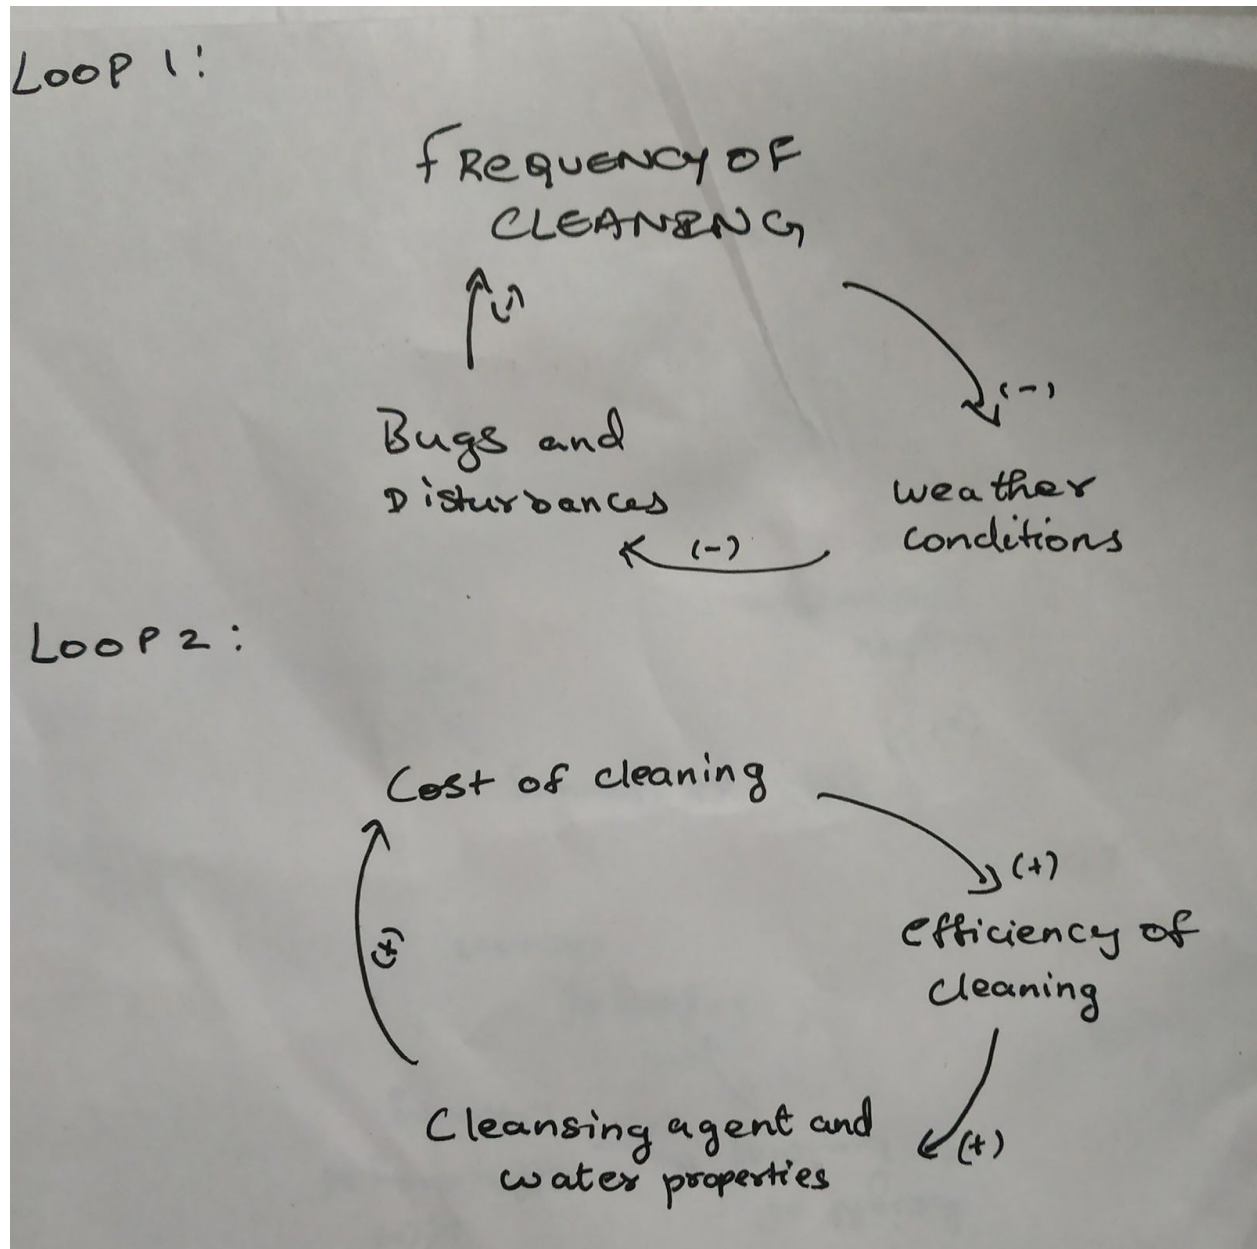 LOOP 1:
fREQUENCY OF
CLEANING
(-)
(-)
Bugs and
Disturbances
weather
conditions
(-)
LOOP 2:
Cost of cleaning
(+)
efficiency of
cleaning
(+)
Cleansing agent and
water properties
(+)